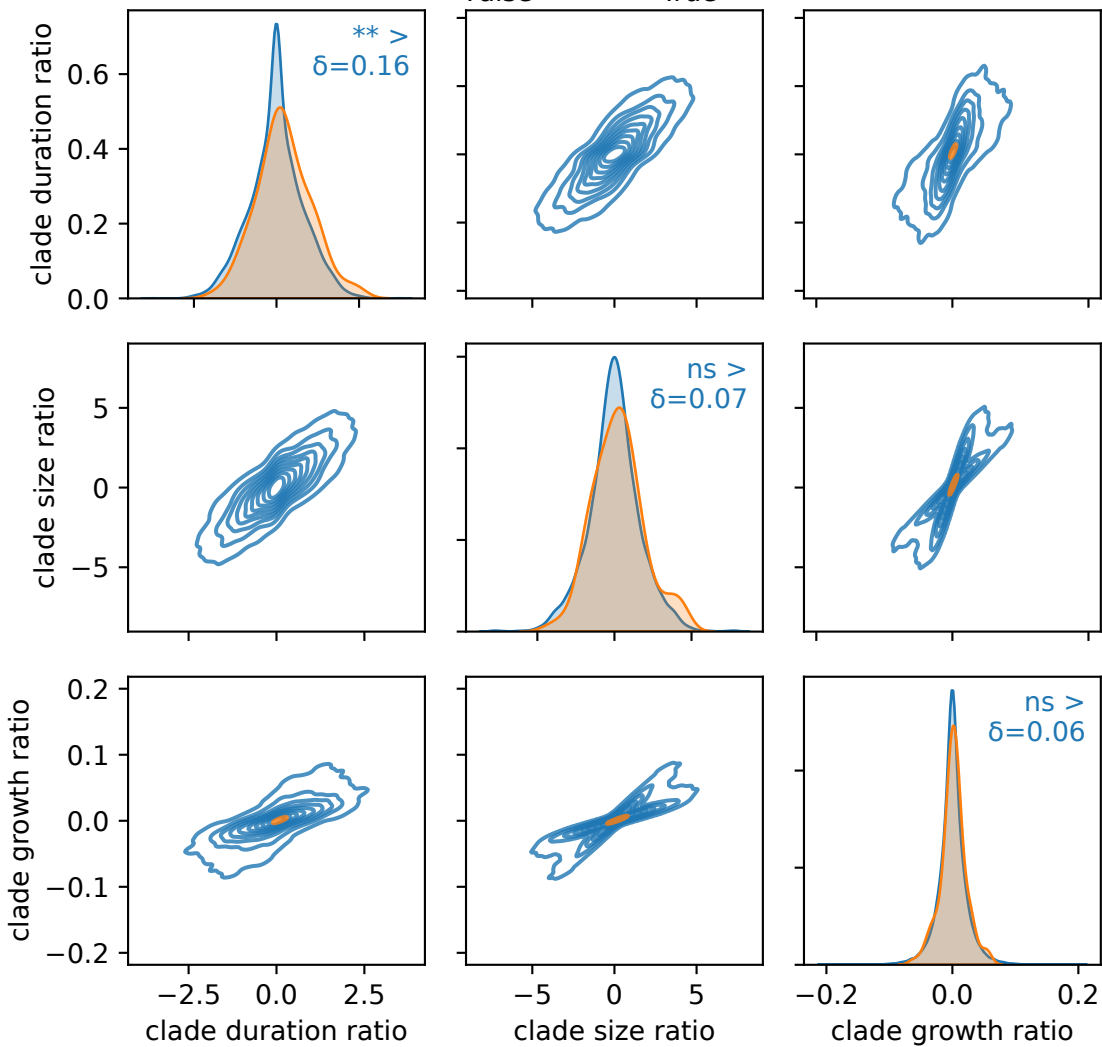 clade duration ratio
0.6
0.4
0.2
0.0
** >
δ=0.16
clade size ratio
5
0
−5
ns >
δ=0.07
clade growth ratio
0.2
0.1
0.0
−0.1
−0.2
ns >
δ=0.06
−2.5 0.0 2.5
−5 0 5
−0.2 0.0 0.2
clade duration ratio
clade size ratio
clade growth ratio